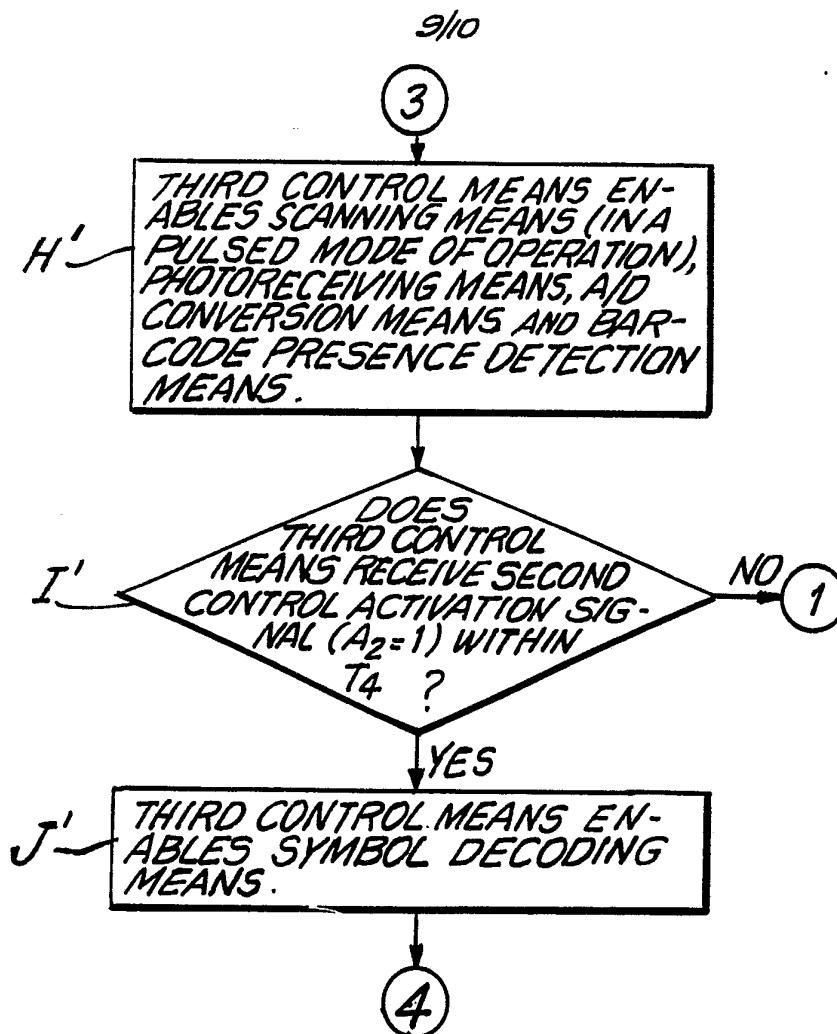 9/10
3
THIRD CONTROL MEANS EN-
ABLES SCANNING MEANS (IN A
PULSED MODE OF OPERATION),
PHOTORECEIVING MEANS, A/D
CONVERSION MEANS AND BAR-
CODE PRESENCE DETECTION
MEANS.
H'
DOES
THIRD CONTROL
MEANS RECEIVE SECOND
CONTROL ACTIVATION SIG-
NAL (A2=1) WITHIN
T4 ?
I'
NO
1
YES
THIRD CONTROL MEANS EN-
ABLES SYMBOL DECODING
MEANS.
J'
4